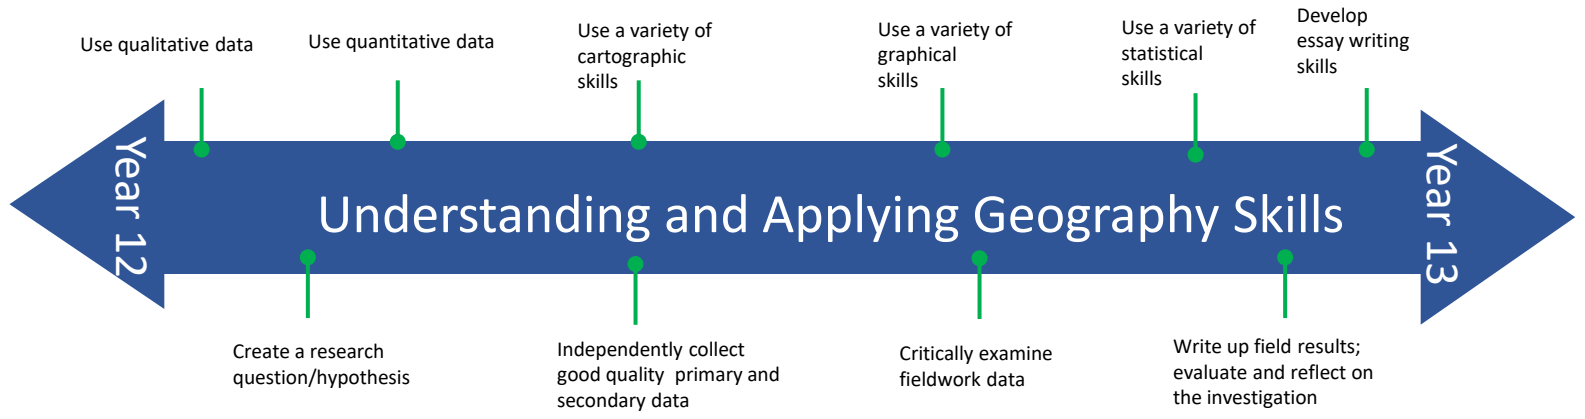 Use qualitative data
Use quantitative data
Use a variety of
cartographic
skills
Use a variety of
graphical
skills
Use a variety of
statistical
skills
Develop
essay writing
skills
Year 12
Understanding and Applying Geography Skills
Year 13
Create a research
question/hypothesis
Independently collect
good quality primary and
secondary data
Critically examine
fieldwork data
Write up field results;
evaluate and reflect on
the investigation